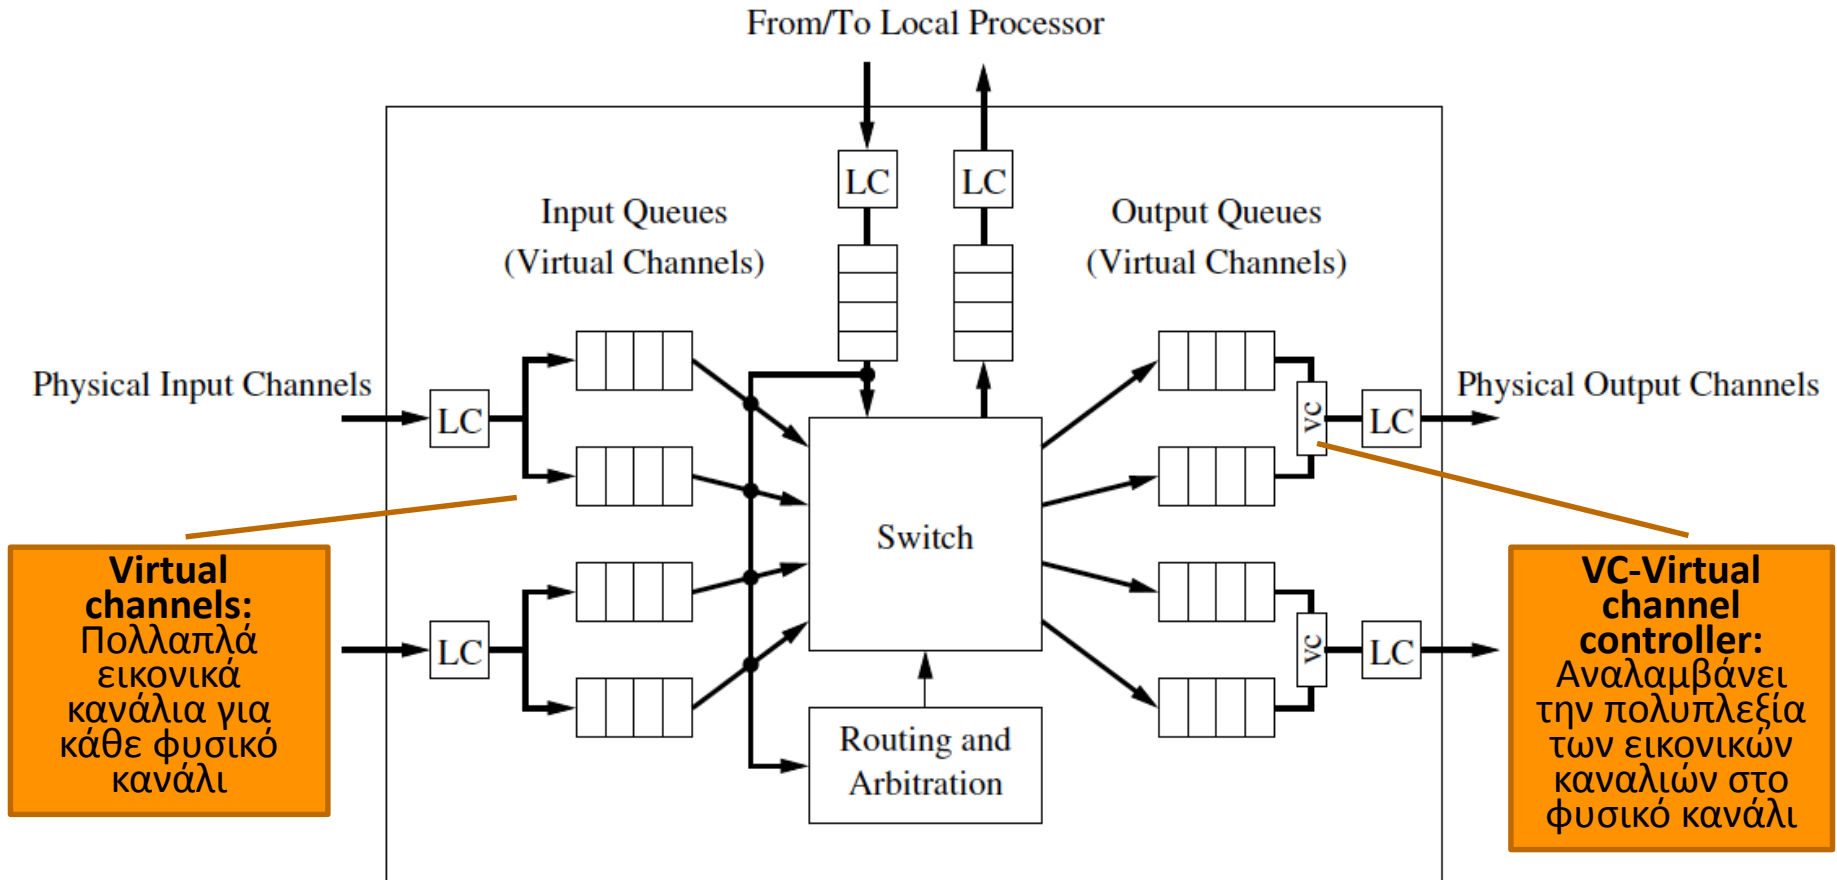 From/To Local Processor
LC
LC
Input Queues
(Virtual Channels)
Output Queues
(Virtual Channels)
Physical Input Channels
LC
VC
LC
Physical Output Channels
Switch
LC
VC
LC
Routing and
Arbitration
Virtual
channels:
Πολλαπλά
εικονικά
κανάλια για
κάθε φυσικό
κανάλι
VC-Virtual
channel
controller:
Αναλαμβάνει
την πολυπλεξία
των εικονικών
καναλιών στο
φυσικό κανάλι